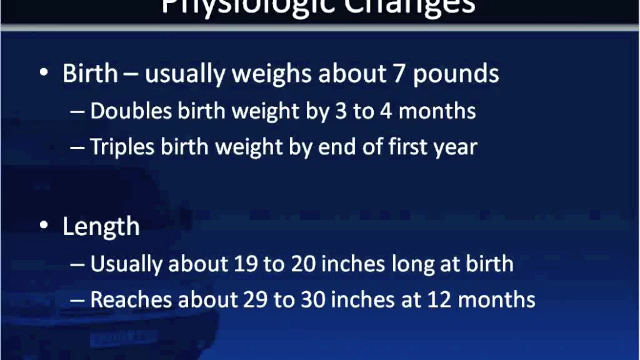 Physiologic Changes
• Birth – usually weighs about 7 pounds
– Doubles birth weight by 3 to 4 months
– Triples birth weight by end of first year
• Length
– Usually about 19 to 20 inches long at birth
– Reaches about 29 to 30 inches at 12 months